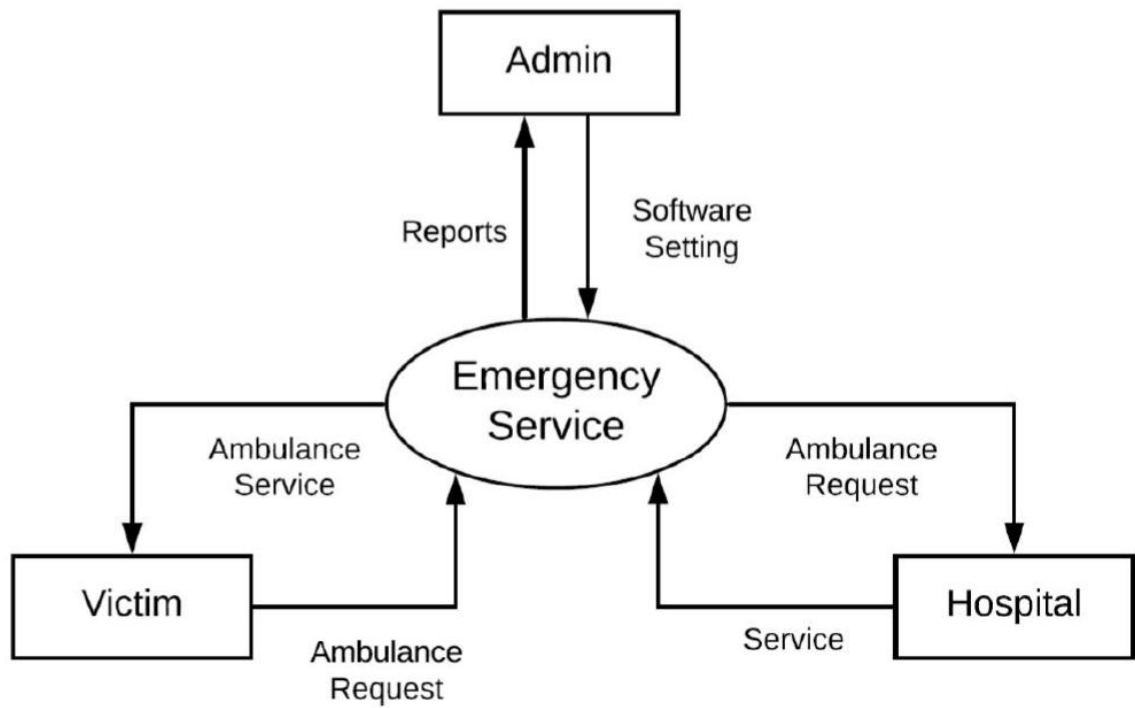 Admin
Reports
Software
Setting
Emergency
Service
Ambulance
Service
Ambulance
Request
Victim
Ambulance
Request
Hospital
Service